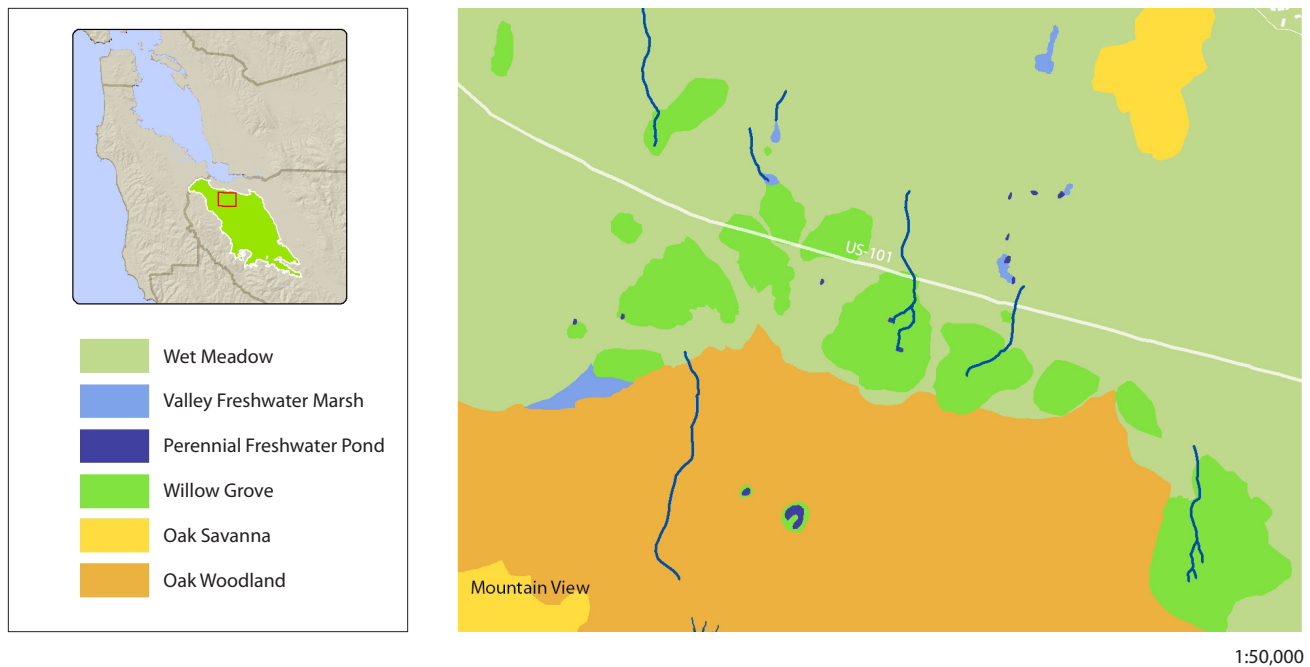 Wet Meadow
Valley Freshwater Marsh
Perennial Freshwater Pond
Willow Grove
Oak Savanna
Oak Woodland
US-101
Mountain View
1:50,000